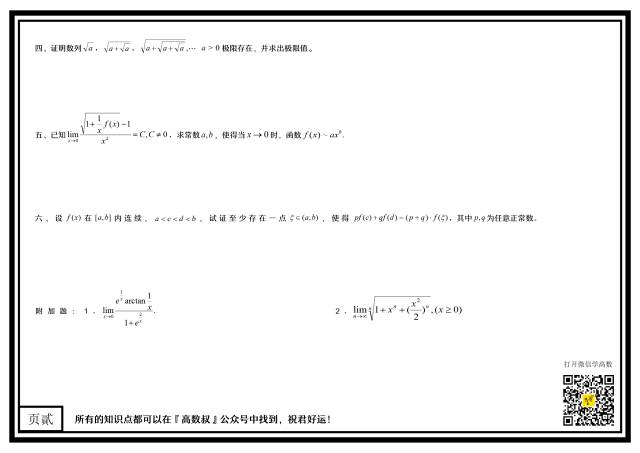 四、证明数列 √a, √(a+√a), √(a+√(a+√a)),⋯ a > 0 极限存在，并求出极限值。
五、已知 lim_{x→0} (√(1+(1/x)f(x))−1)/x² = C, C ≠ 0，求常数 a,b，使得当 x → 0 时，函数 f(x) ~ ax^b.
六、设 f(x) 在 [a,b] 内连续，a < c < d < b，试证至少存在一点 ξ∈(a,b)，使得 pf(c)+qf(d)=(p+q)·f(ξ)，其中 p,q 为任意正常数。
附加题：1、lim_{x→0} (e^{1/x} arctan(1/x))/(1+e^{2/x}). 2、lim_{n→∞} ⁿ√(1+xⁿ+(x²/2)ⁿ),(x ≥ 0)
打开微信学高数
页贰 所有的知识点都可以在『高数叔』公众号中找到，祝君好运！